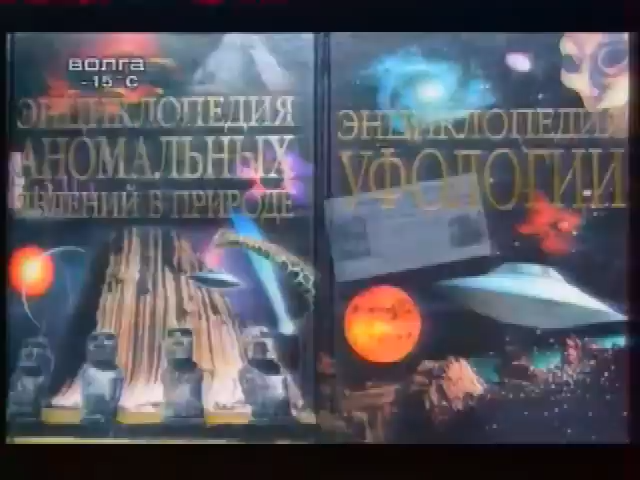 волга
-15°C
ЭНЦИКЛОПЕДИЯ
АНОМАЛЬНЫХ
ЯВЛЕНИЙ В ПРИРОДЕ
ЭНЦИКЛОПЕДИЯ
УФОЛОГИИ